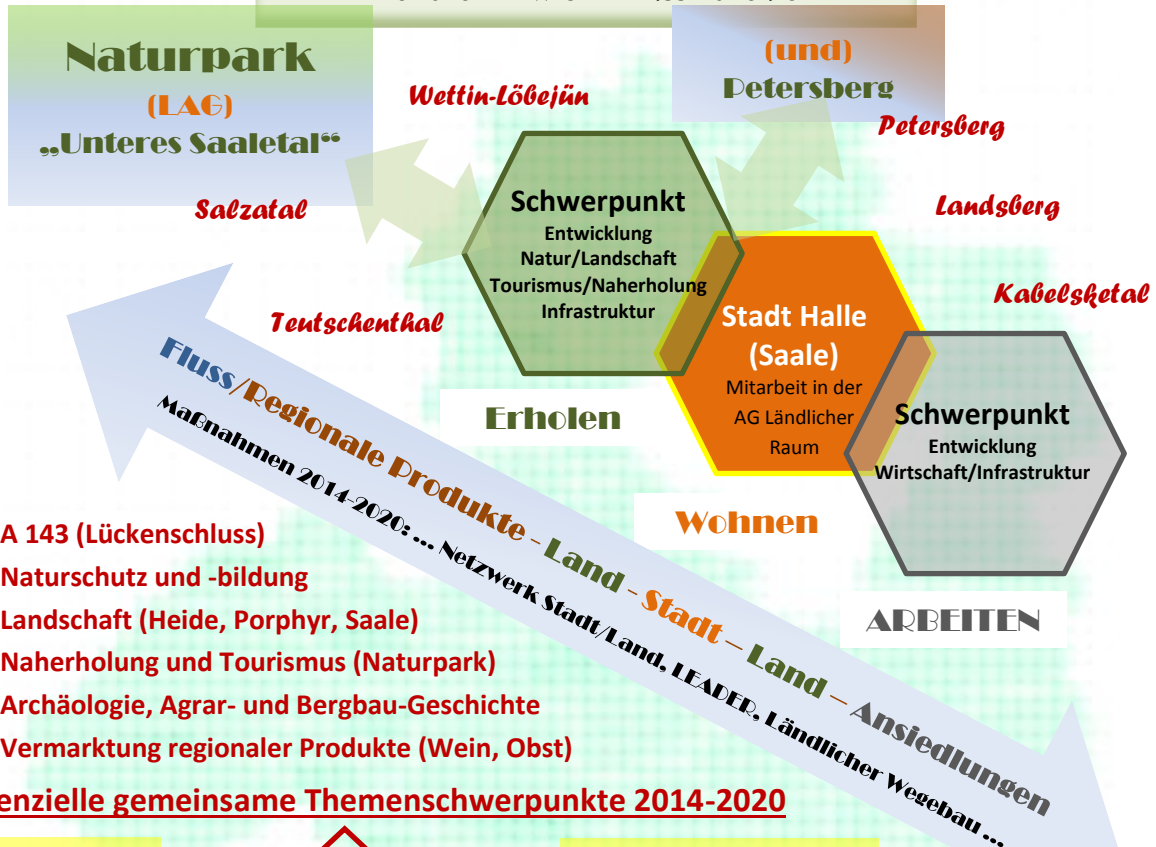 Naturpark
(LAG)
„Unteres Saaletal“
(und)
Petersberg
Wettin-Löbejün
Petersberg
Salzatal
Landsberg
Teutschenthal
Kabelsketal
Schwerpunkt
Entwicklung
Natur/Landschaft
Tourismus/Naherholung
Infrastruktur
Stadt Halle
(Saale)
Mitarbeit in der
AG Ländlicher
Raum
Schwerpunkt
Entwicklung
Wirtschaft/Infrastruktur
Erholen
Wohnen
ARBEITEN
Fluss/Regionale Produkte - Land - Stadt – Land – Ansiedlungen
Maßnahmen 2014-2020: ... Netzwerk Stadt/Land, LEADER, Ländlicher Wegebau ...
A 143 (Lückenschluss)
Naturschutz und -bildung
Landschaft (Heide, Porphyr, Saale)
Naherholung und Tourismus (Naturpark)
Archäologie, Agrar- und Bergbau-Geschichte
Vermarktung regionaler Produkte (Wein, Obst)
enzielle gemeinsame Themenschwerpunkte 2014-2020